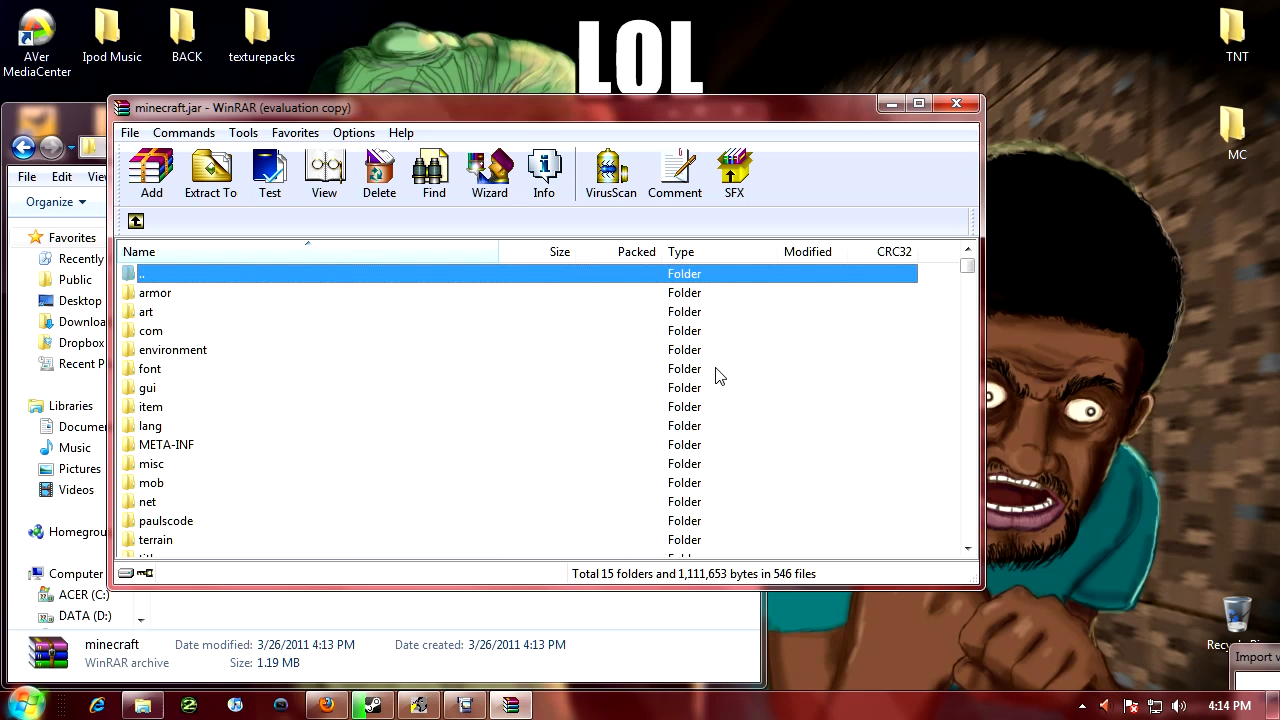 LOL
AVer
MediaCenter
Ipod Music
BACK
texturepacks
TNT
MC
minecraft.jar - WinRAR (evaluation copy)
File Commands Tools Favorites Options Help
Add Extract To Test View Delete Find Wizard Info VirusScan Comment SFX
Name Size Packed Type Modified CRC32
.. Folder
armor Folder
art Folder
com Folder
environment Folder
font Folder
gui Folder
item Folder
lang Folder
META-INF Folder
misc Folder
mob Folder
net Folder
paulscode Folder
terrain Folder
Total 15 folders and 1,111,653 bytes in 546 files
File Edit Vie
Organize
Favorites
Recently
Public
Desktop
Downloa
Dropbox
Recent P
Libraries
Docume
Music
Pictures
Videos
Homegrou
Computer
ACER (C:)
DATA (D:)
minecraft Date modified: 3/26/2011 4:13 PM Date created: 3/26/2011 4:13 PM
WinRAR archive Size: 1.19 MB
Import v
4:14 PM